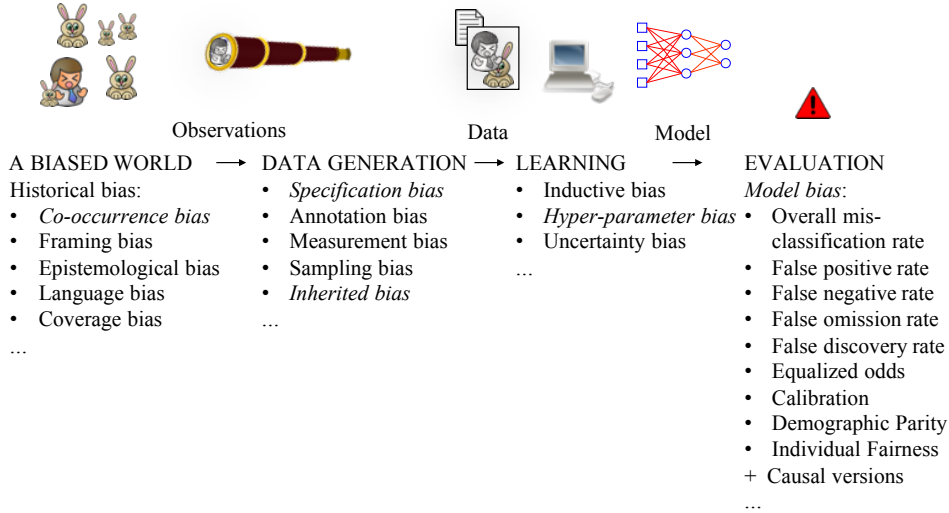 Observations
Data
Model
A BIASED WORLD → DATA GENERATION → LEARNING → EVALUATION
Historical bias:
• Co-occurrence bias
• Framing bias
• Epistemological bias
• Language bias
• Coverage bias
...
• Specification bias
• Annotation bias
• Measurement bias
• Sampling bias
• Inherited bias
...
• Inductive bias
• Hyper-parameter bias
• Uncertainty bias
...
Model bias:
• Overall mis-
classification rate
• False positive rate
• False negative rate
• False omission rate
• False discovery rate
• Equalized odds
• Calibration
• Demographic Parity
• Individual Fairness
+ Causal versions
...